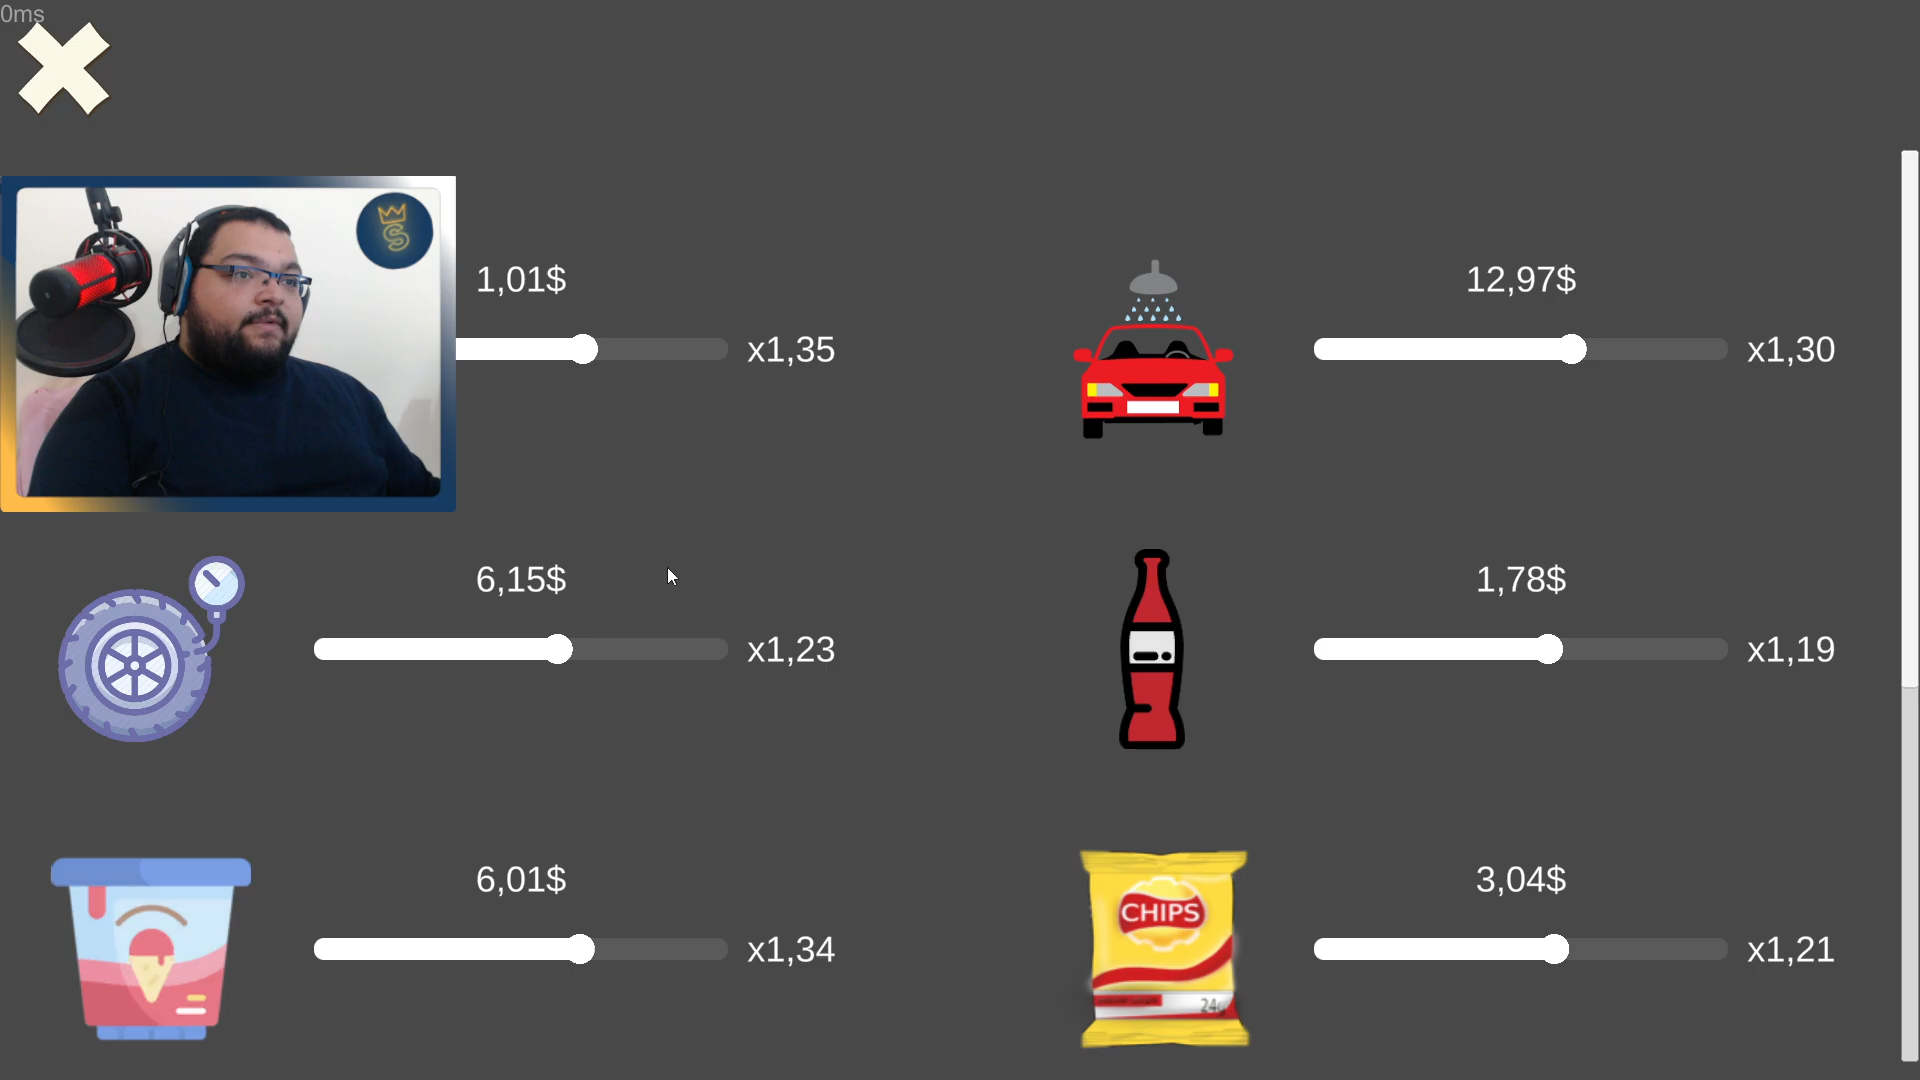 0ms
S
1,01$
x1,35
12,97$
x1,30
6,15$
x1,23
1,78$
x1,19
6,01$
x1,34
3,04$
x1,21
CHIPS
24g